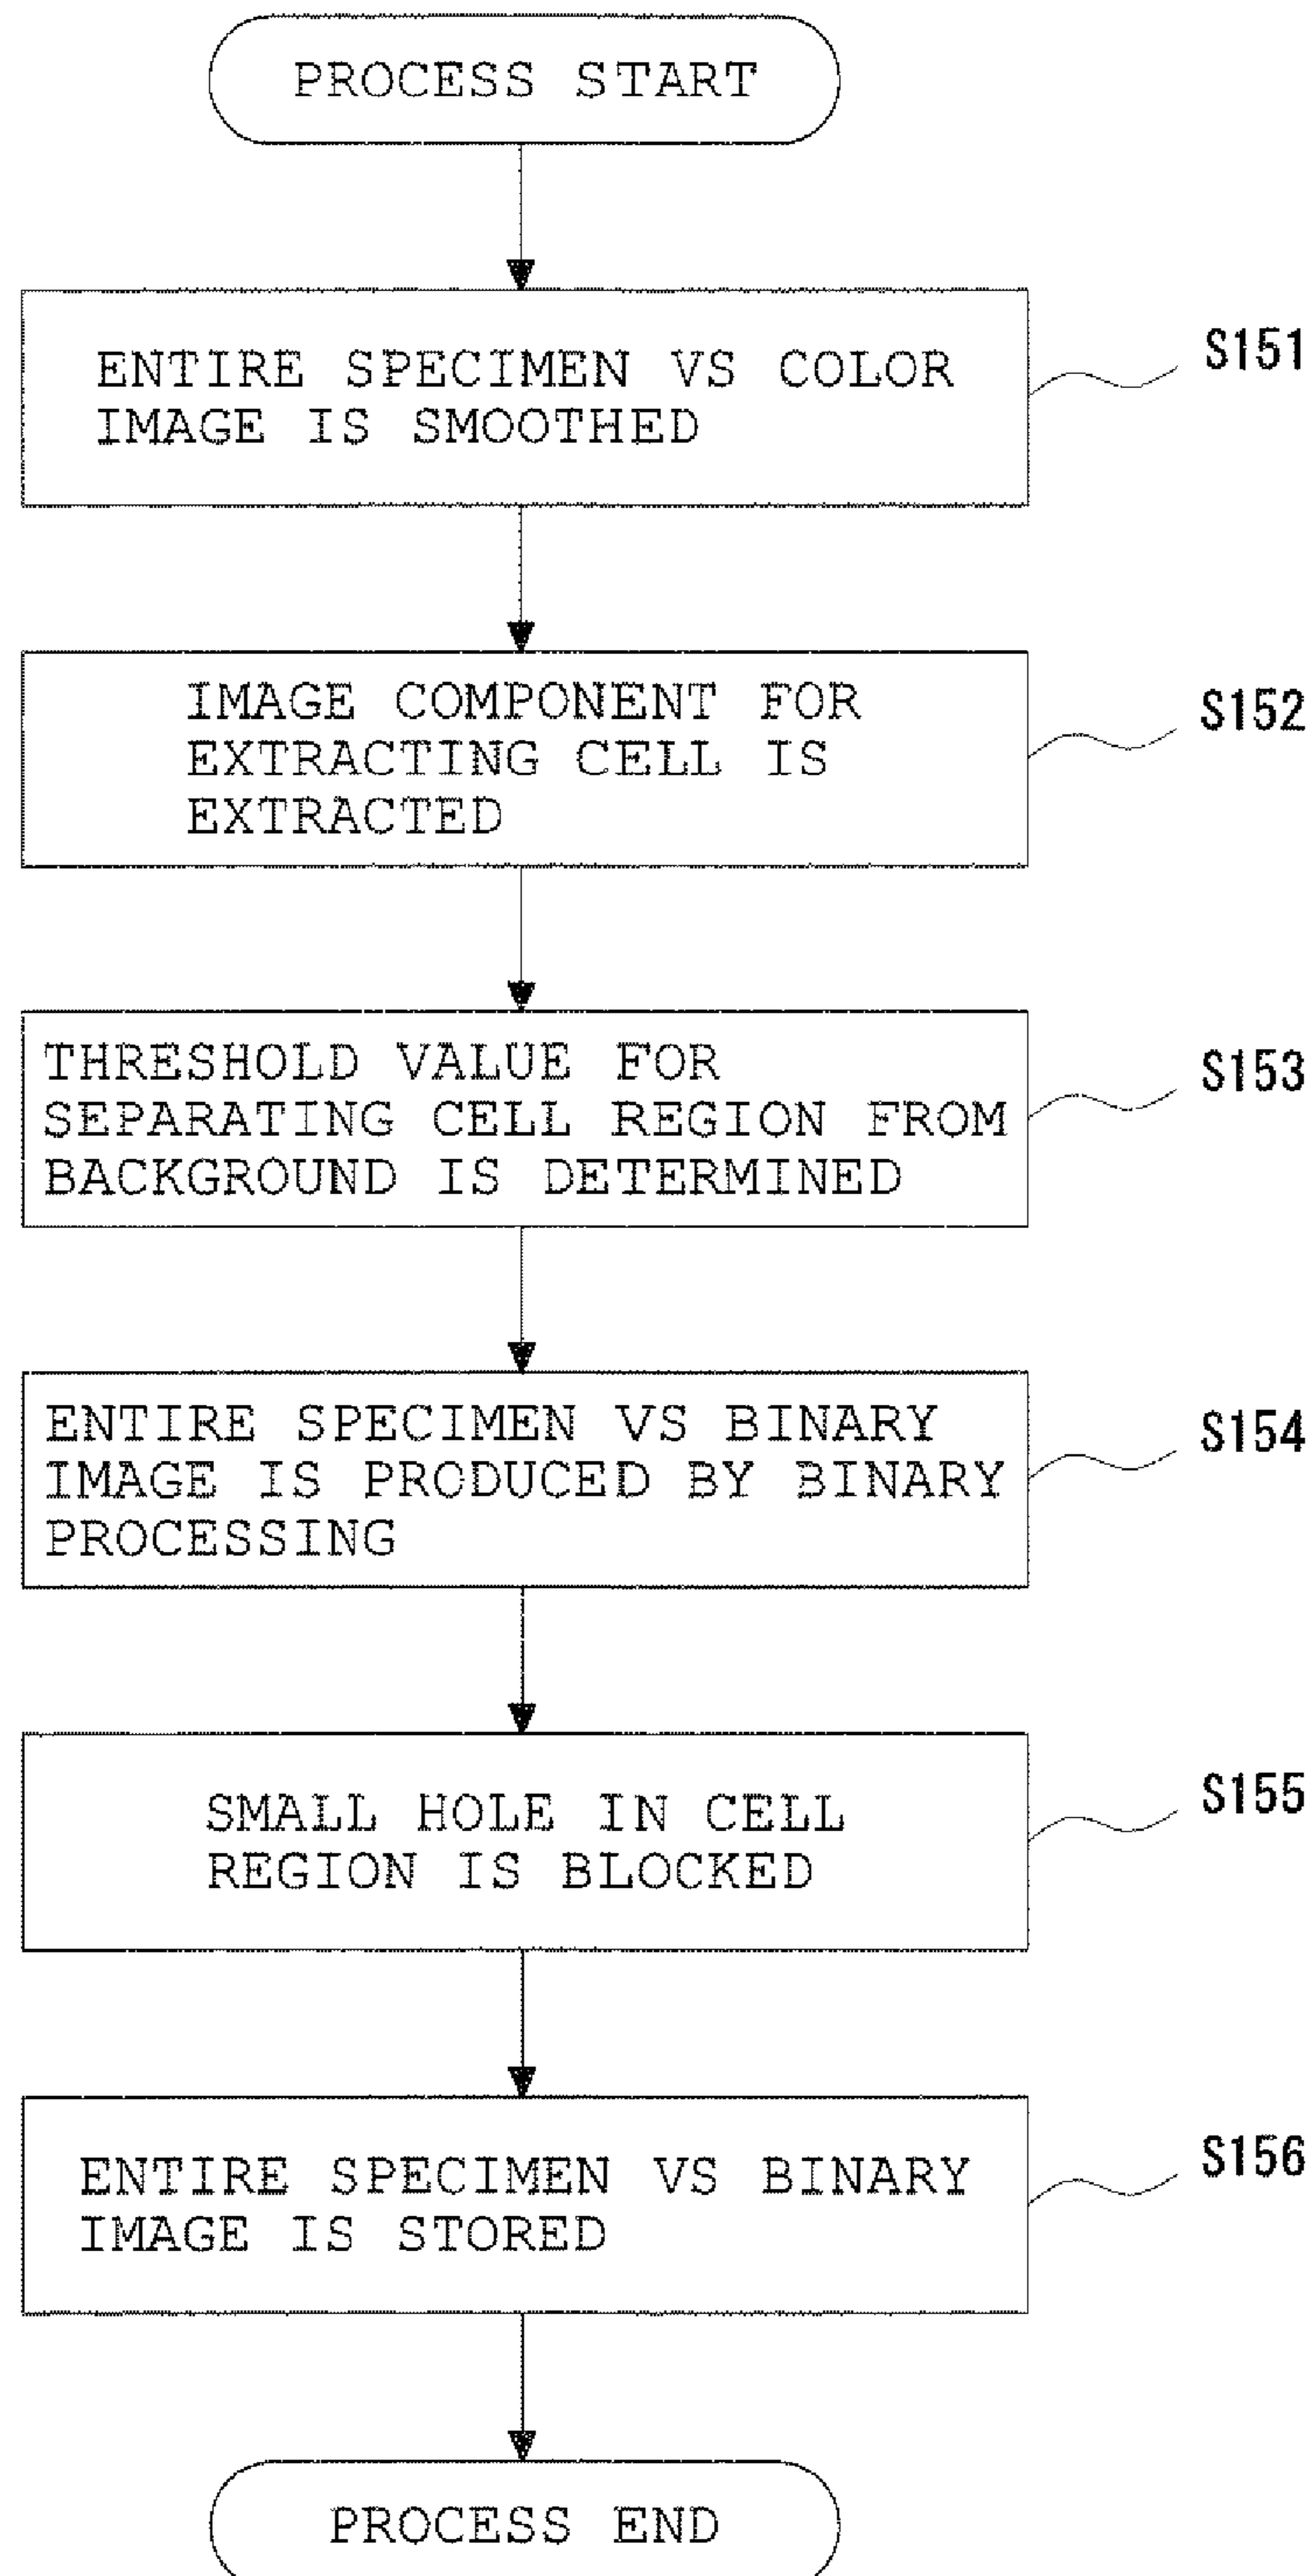 PROCESS START
ENTIRE SPECIMEN VS COLOR
IMAGE IS SMOOTHED
S151
IMAGE COMPONENT FOR
EXTRACTING CELL IS
EXTRACTED
S152
THRESHOLD VALUE FOR
SEPARATING CELL REGION FROM
BACKGROUND IS DETERMINED
S153
ENTIRE SPECIMEN VS BINARY
IMAGE IS PRODUCED BY BINARY
PROCESSING
S154
SMALL HOLE IN CELL
REGION IS BLOCKED
S155
ENTIRE SPECIMEN VS BINARY
IMAGE IS STORED
S156
PROCESS END